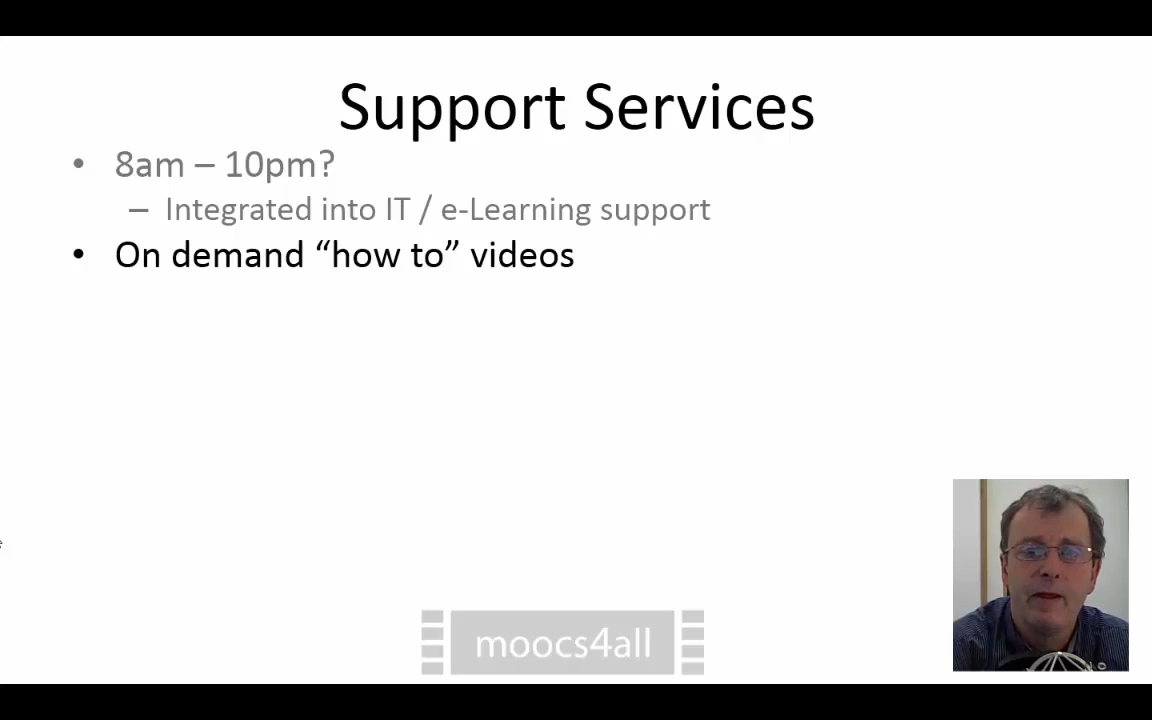 Support Services
• 8am – 10pm?
– Integrated into IT / e-Learning support
• On demand “how to” videos
moocs4all